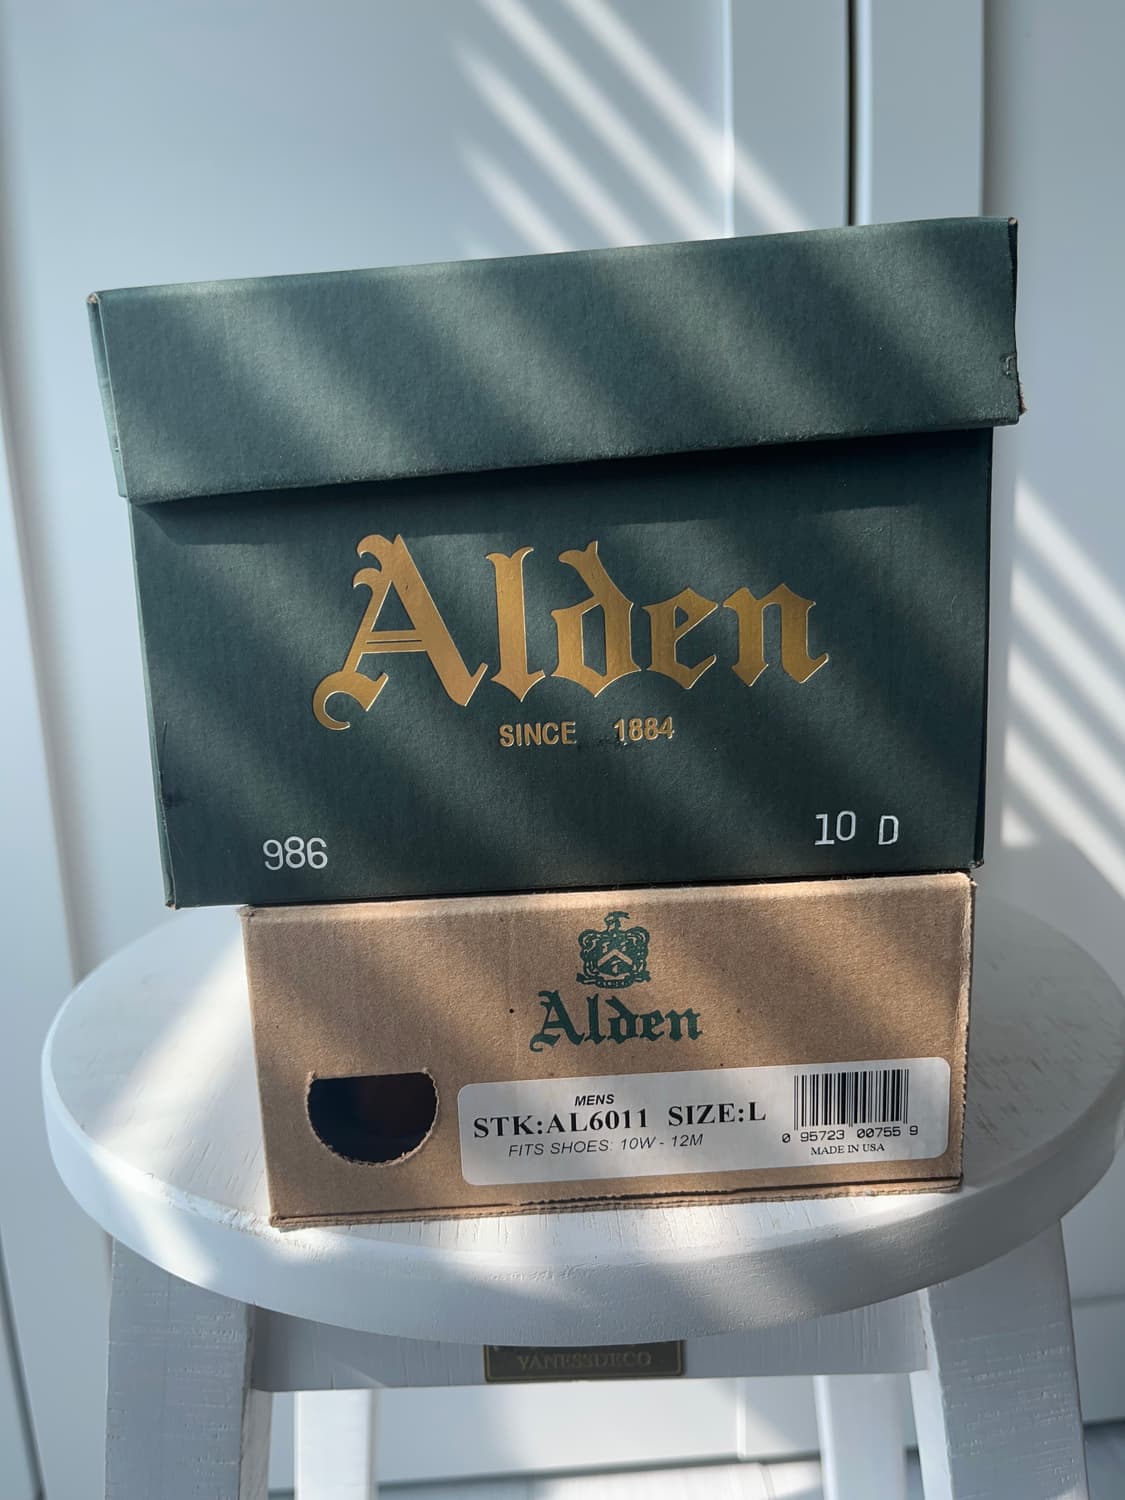 Alden
SINCE 1884
986
10 D
Alden
MENS
STK:AL6011 SIZE:L
FITS SHOES: 10W - 12M
0 95723 00755 9
MADE IN USA
VANESSDECO